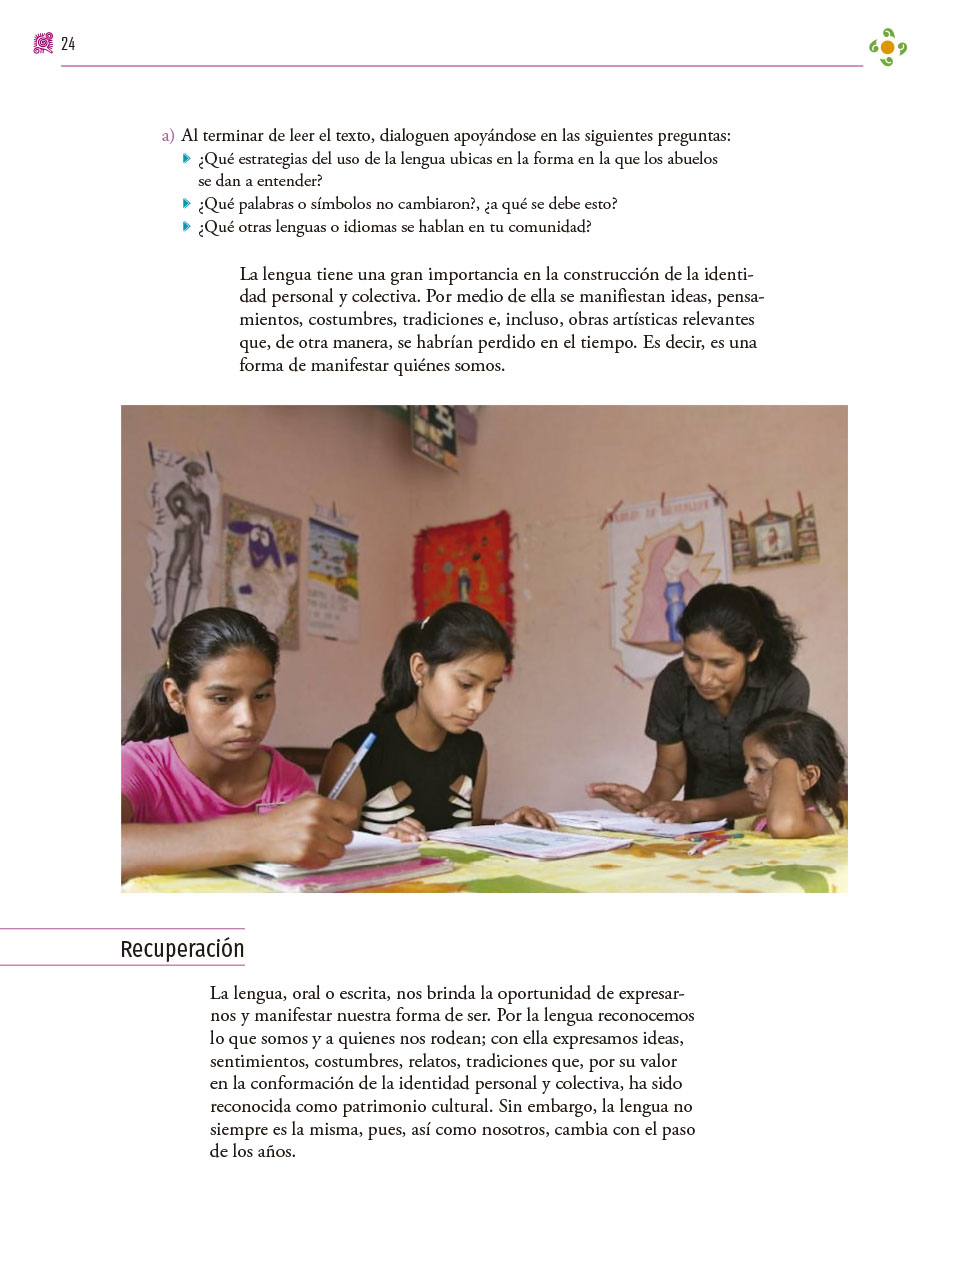 24
a) Al terminar de leer el texto, dialoguen apoyándose en las siguientes preguntas:
¿Qué estrategias del uso de la lengua ubicas en la forma en la que los abuelos
se dan a entender?
¿Qué palabras o símbolos no cambiaron?, ¿a qué se debe esto?
¿Qué otras lenguas o idiomas se hablan en tu comunidad?
La lengua tiene una gran importancia en la construcción de la identi-
dad personal y colectiva. Por medio de ella se manifiestan ideas, pensa-
mientos, costumbres, tradiciones e, incluso, obras artísticas relevantes
que, de otra manera, se habrían perdido en el tiempo. Es decir, es una
forma de manifestar quiénes somos.
Recuperación
La lengua, oral o escrita, nos brinda la oportunidad de expresar-
nos y manifestar nuestra forma de ser. Por la lengua reconocemos
lo que somos y a quienes nos rodean; con ella expresamos ideas,
sentimientos, costumbres, relatos, tradiciones que, por su valor
en la conformación de la identidad personal y colectiva, ha sido
reconocida como patrimonio cultural. Sin embargo, la lengua no
siempre es la misma, pues, así como nosotros, cambia con el paso
de los años.